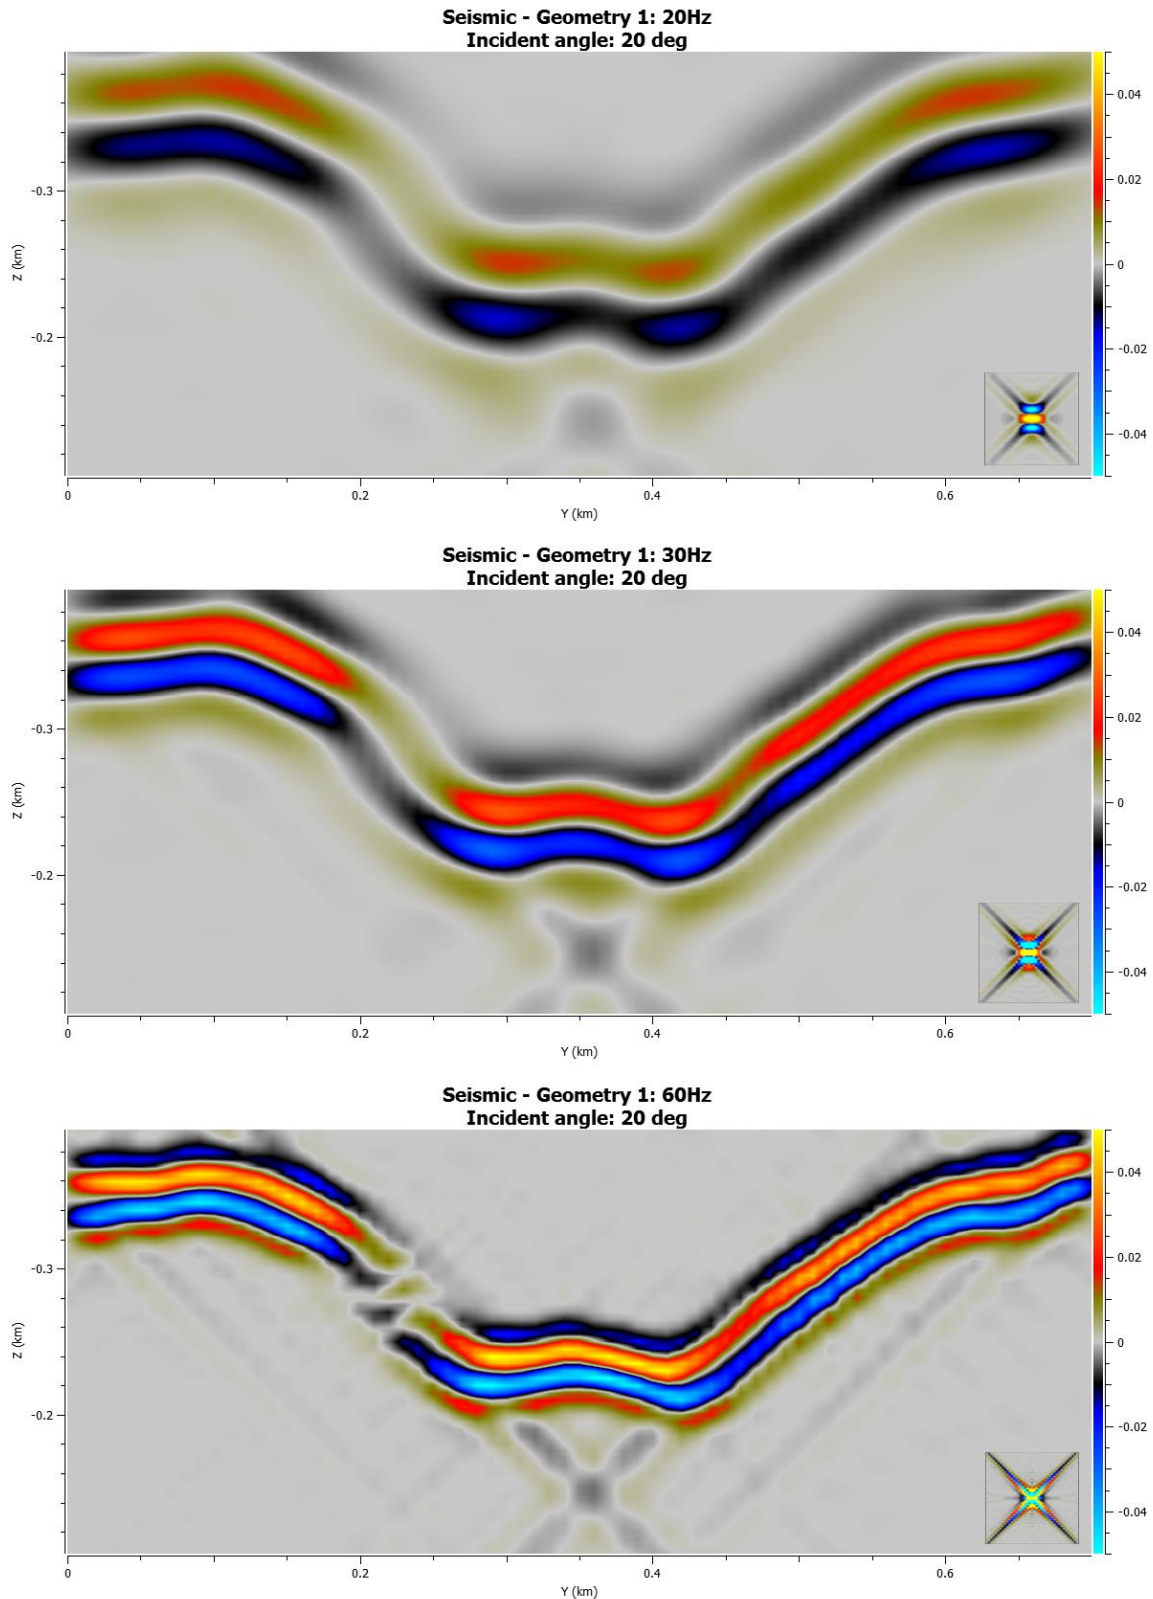 Seismic - Geometry 1: 20Hz
Incident angle: 20 deg
0.04
0.02
0
-0.02
-0.04
-0.3
-0.2
Z (km)
0
0.2
0.4
0.6
Y (km)
Seismic - Geometry 1: 30Hz
Incident angle: 20 deg
0.04
0.02
0
-0.02
-0.04
-0.3
-0.2
Z (km)
0
0.2
0.4
0.6
Y (km)
Seismic - Geometry 1: 60Hz
Incident angle: 20 deg
0.04
0.02
0
-0.02
-0.04
-0.3
-0.2
Z (km)
0
0.2
0.4
0.6
Y (km)